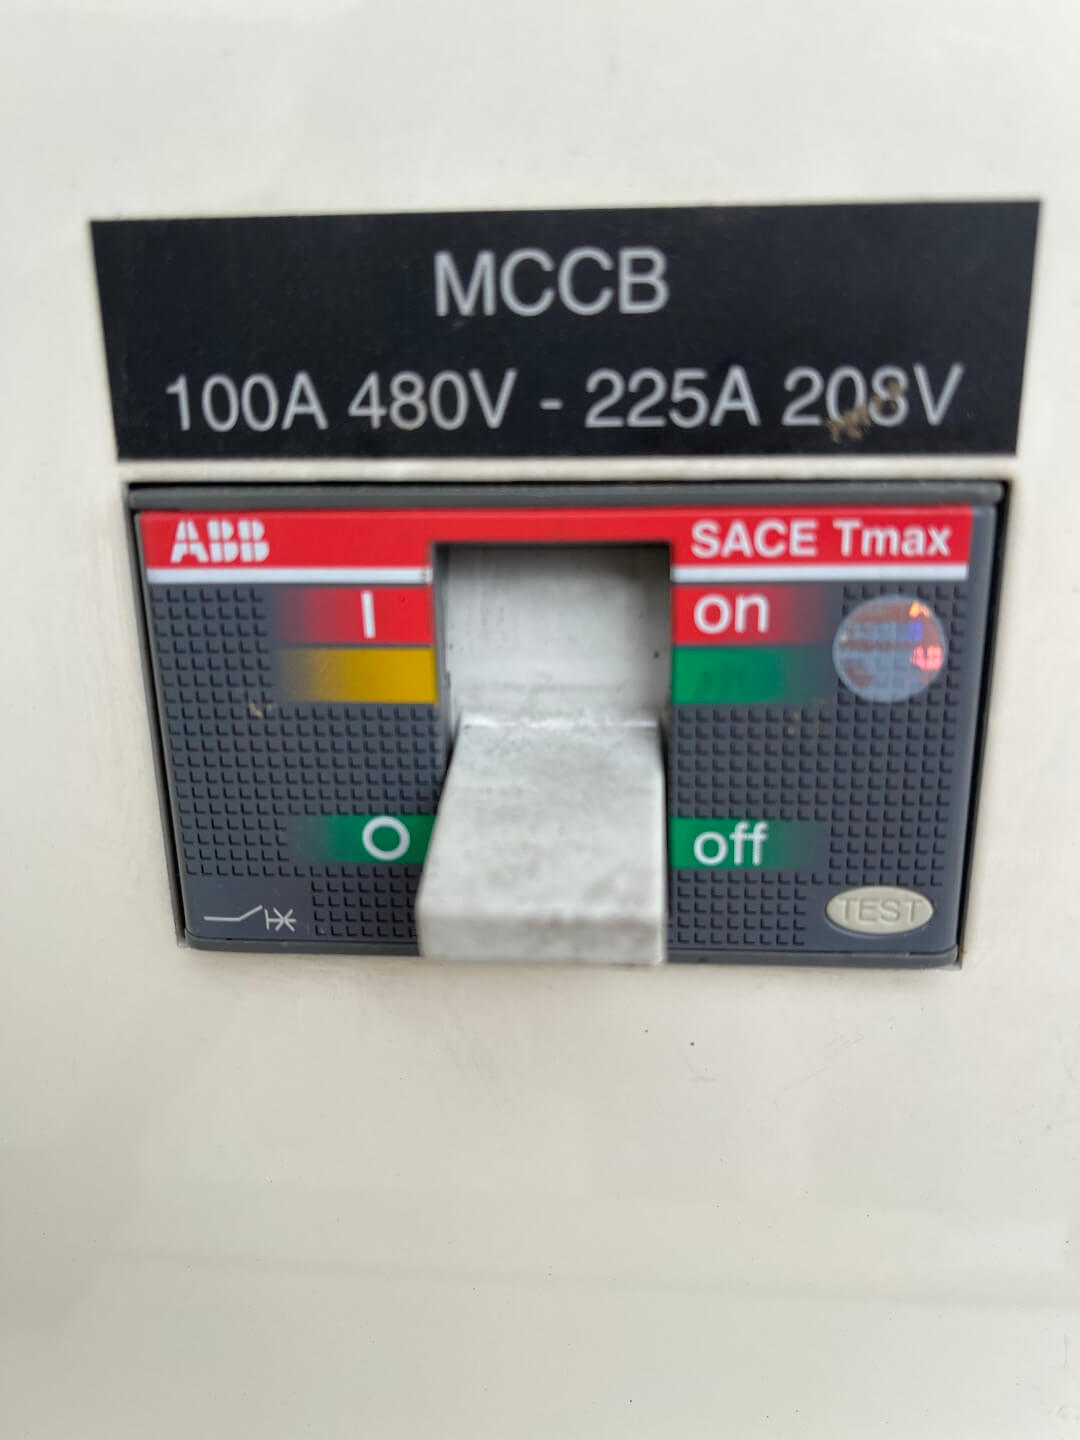 MCCB
100A 480V - 225A 208V
ABB SACE Tmax
I on
O off
TEST